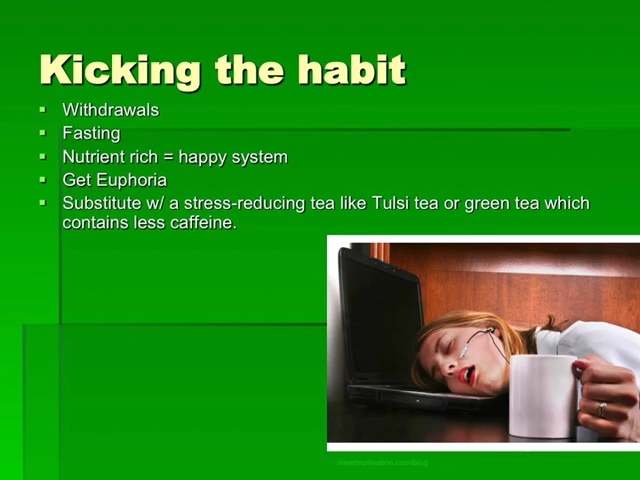 Kicking the habit
Withdrawals
Fasting
Nutrient rich = happy system
Get Euphoria
Substitute w/ a stress-reducing tea like Tulsi tea or green tea which
contains less caffeine.